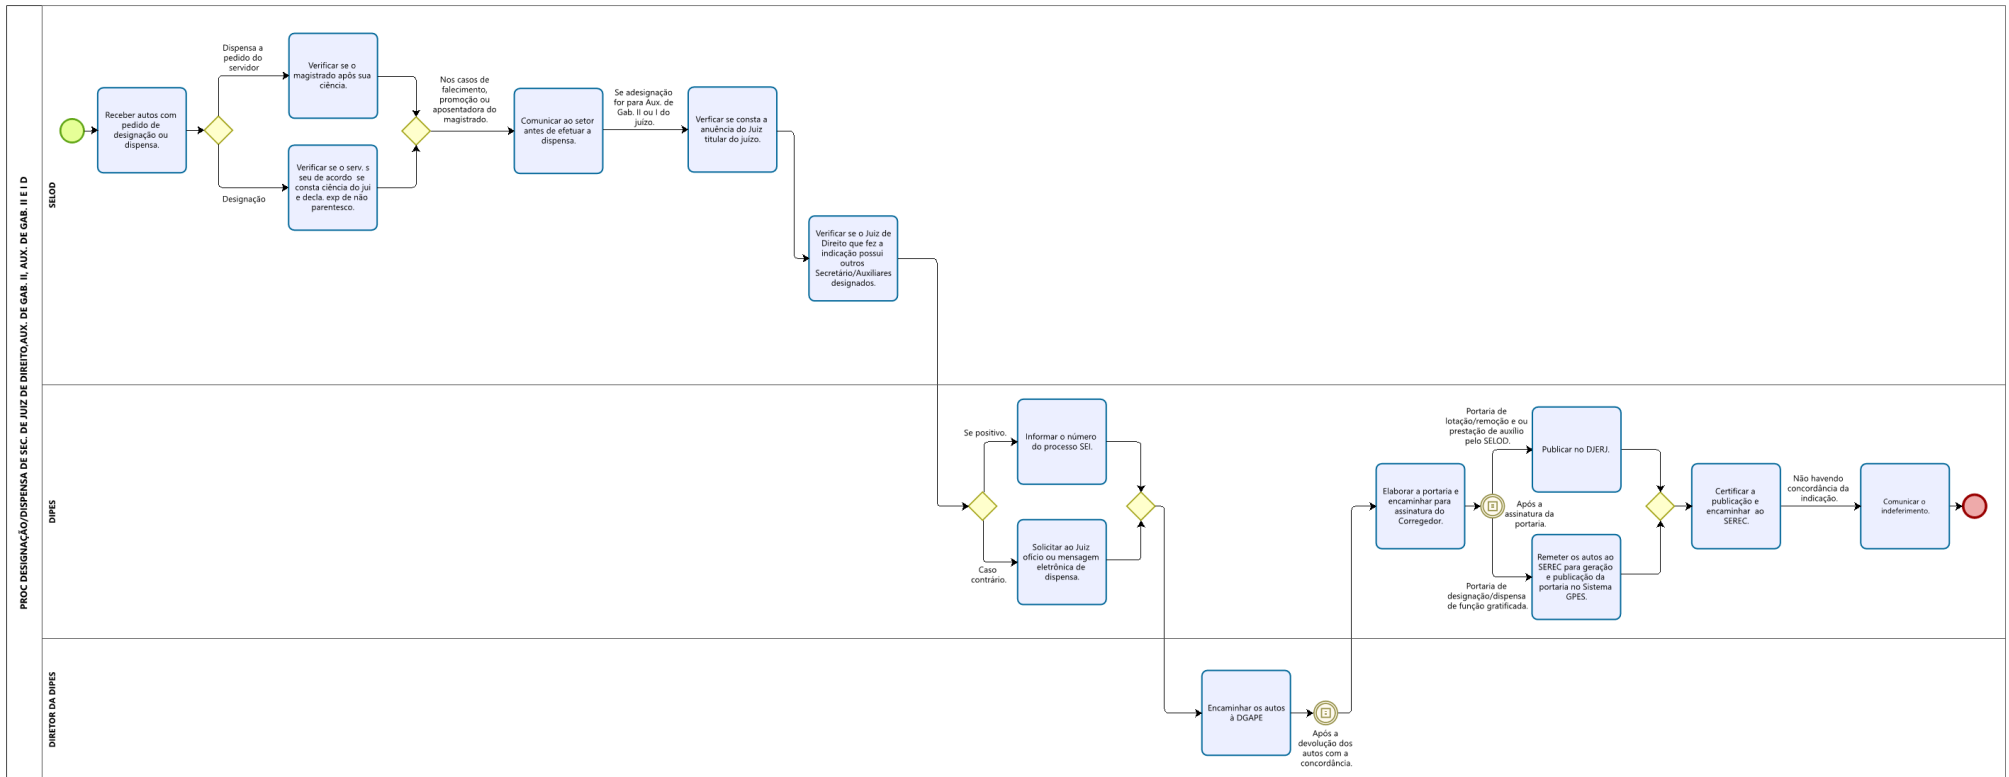 PROC DESIGNAÇÃO/DISPENSA DE SEC. DE JUIZ DE DIREITO,AUX. DE GAB. II, AUX. DE GAB. II E I D
SELOD
Receber autos com
pedido de
designação ou
dispensa.
Dispensa a
pedido do
servidor
Designação
Verificar se o
magistrado apôs sua
ciência.
Verificar se o serv. s
seu de acordo se
consta ciência do jui
e decla. exp de não
parentesco.
Nos casos de
falecimento,
promoção ou
aposentadora do
magistrado.
Comunicar ao setor
antes de efetuar a
dispensa.
Se adesignação
for para Aux. de
Gab. II ou I do
juízo.
Verficar se consta a
anuência do Juiz
titular do juízo.
Verificar se o Juiz de
Direito que fez a
indicação possui
outros
Secretário/Auxiliares
designados.
DIPES
Se positivo.
Caso
contrário.
Informar o número
do processo SEI.
Solicitar ao Juiz
ofício ou mensagem
eletrônica de
dispensa.
Elaborar a portaria e
encaminhar para
assinatura do
Corregedor.
Após a
assinatura da
portaria.
Portaria de
lotação/remoção e ou
prestação de auxílio
pelo SELOD.
Publicar no DJERJ.
Portaria de
designação/dispensa
de função gratificada.
Remeter os autos ao
SEREC para geração
e publicação da
portaria no Sistema
GPES.
Certificar a
publicação e
encaminhar ao
SEREC.
Não havendo
concordância da
indicação.
Comunicar o
indeferimento.
DIRETOR DA DIPES
Encaminhar os autos
à DGAPE
Após a
devolução dos
autos com a
concordância.